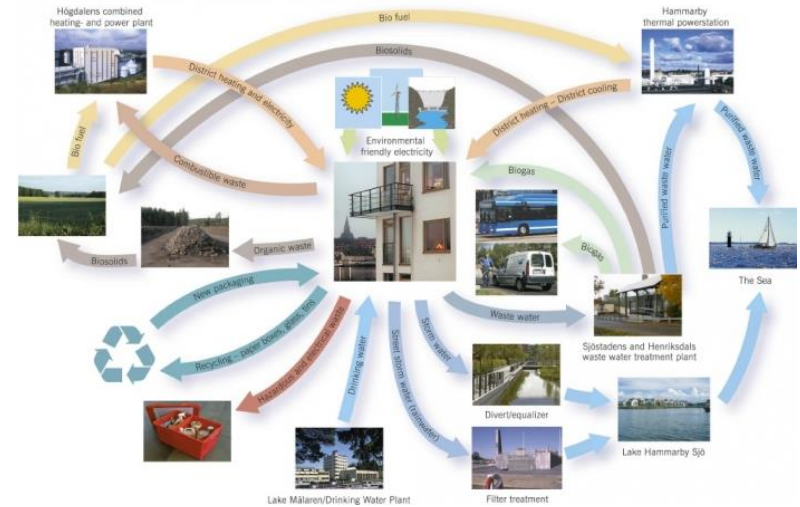 Högdalens combined
heating- and power plant
Bio fuel
Hammarby
thermal powerstation
Biosolids
District heating and electricity
District heating – District cooling
Environmental
friendly electricity
Bio fuel
Combustible waste
Purified waste water
Purified waste water
Biogas
Biogas
Organic waste
Biosolids
The Sea
New packaging
Recycling – paper boxes, glass, tins
Hazardous and electrical waste
Drinking water
Street storm water (rainwater)
Storm water
Waste water
Sjöstadens and Henriksdals
waste water treatment plant
Divert/equalizer
Lake Hammarby Sjö
Lake Mälaren/Drinking Water Plant
Filter treatment